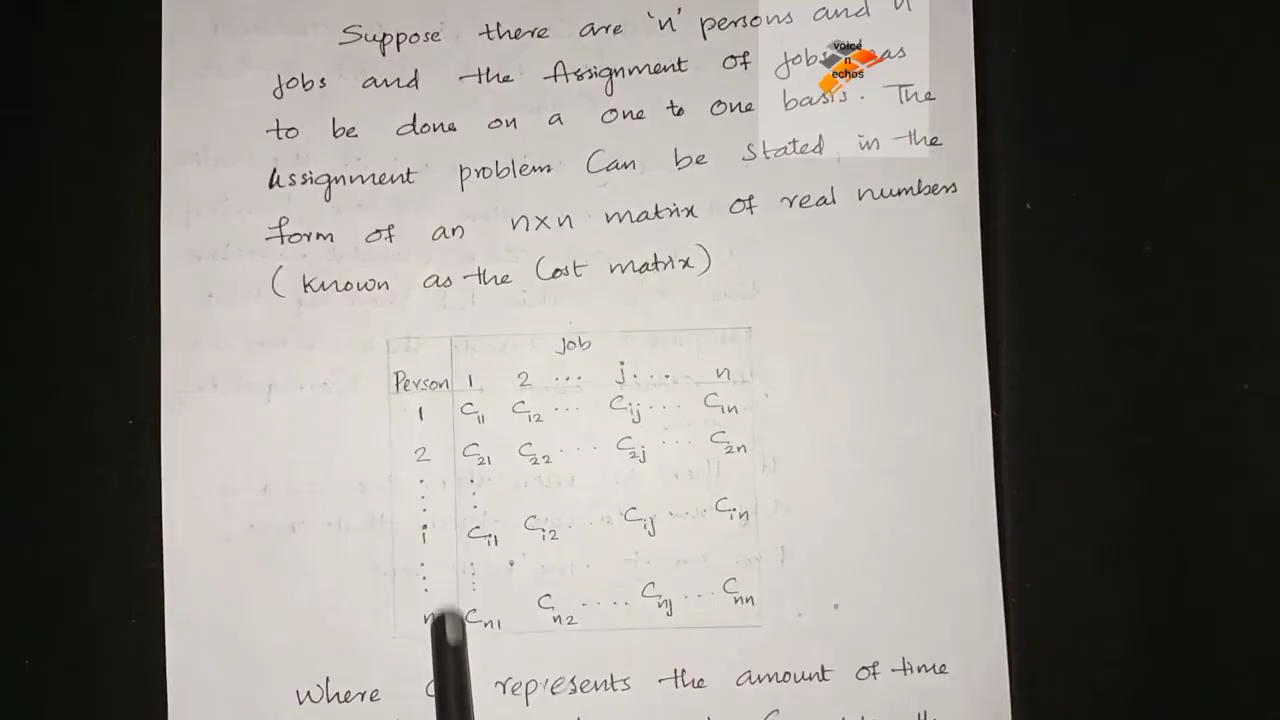 Suppose there are 'n' persons and n
voice
n
echos
Jobs and the Assignment of Jobs has
to be done on a one to one basis. The
Assignment problem Can be Stated in the
form of an n×n matrix of real numbers
(known as the Cost matrix)
Job
Person 1 2 ... j... n
1 C11 C12 ... Cij ... Cin
2 C21 C22 ... C2j ... C2n
i Ci1 Ci2 ... Cij ... Cin
n Cn1 Cn2 .... Cnj ... Cnn
Where represents the amount of time